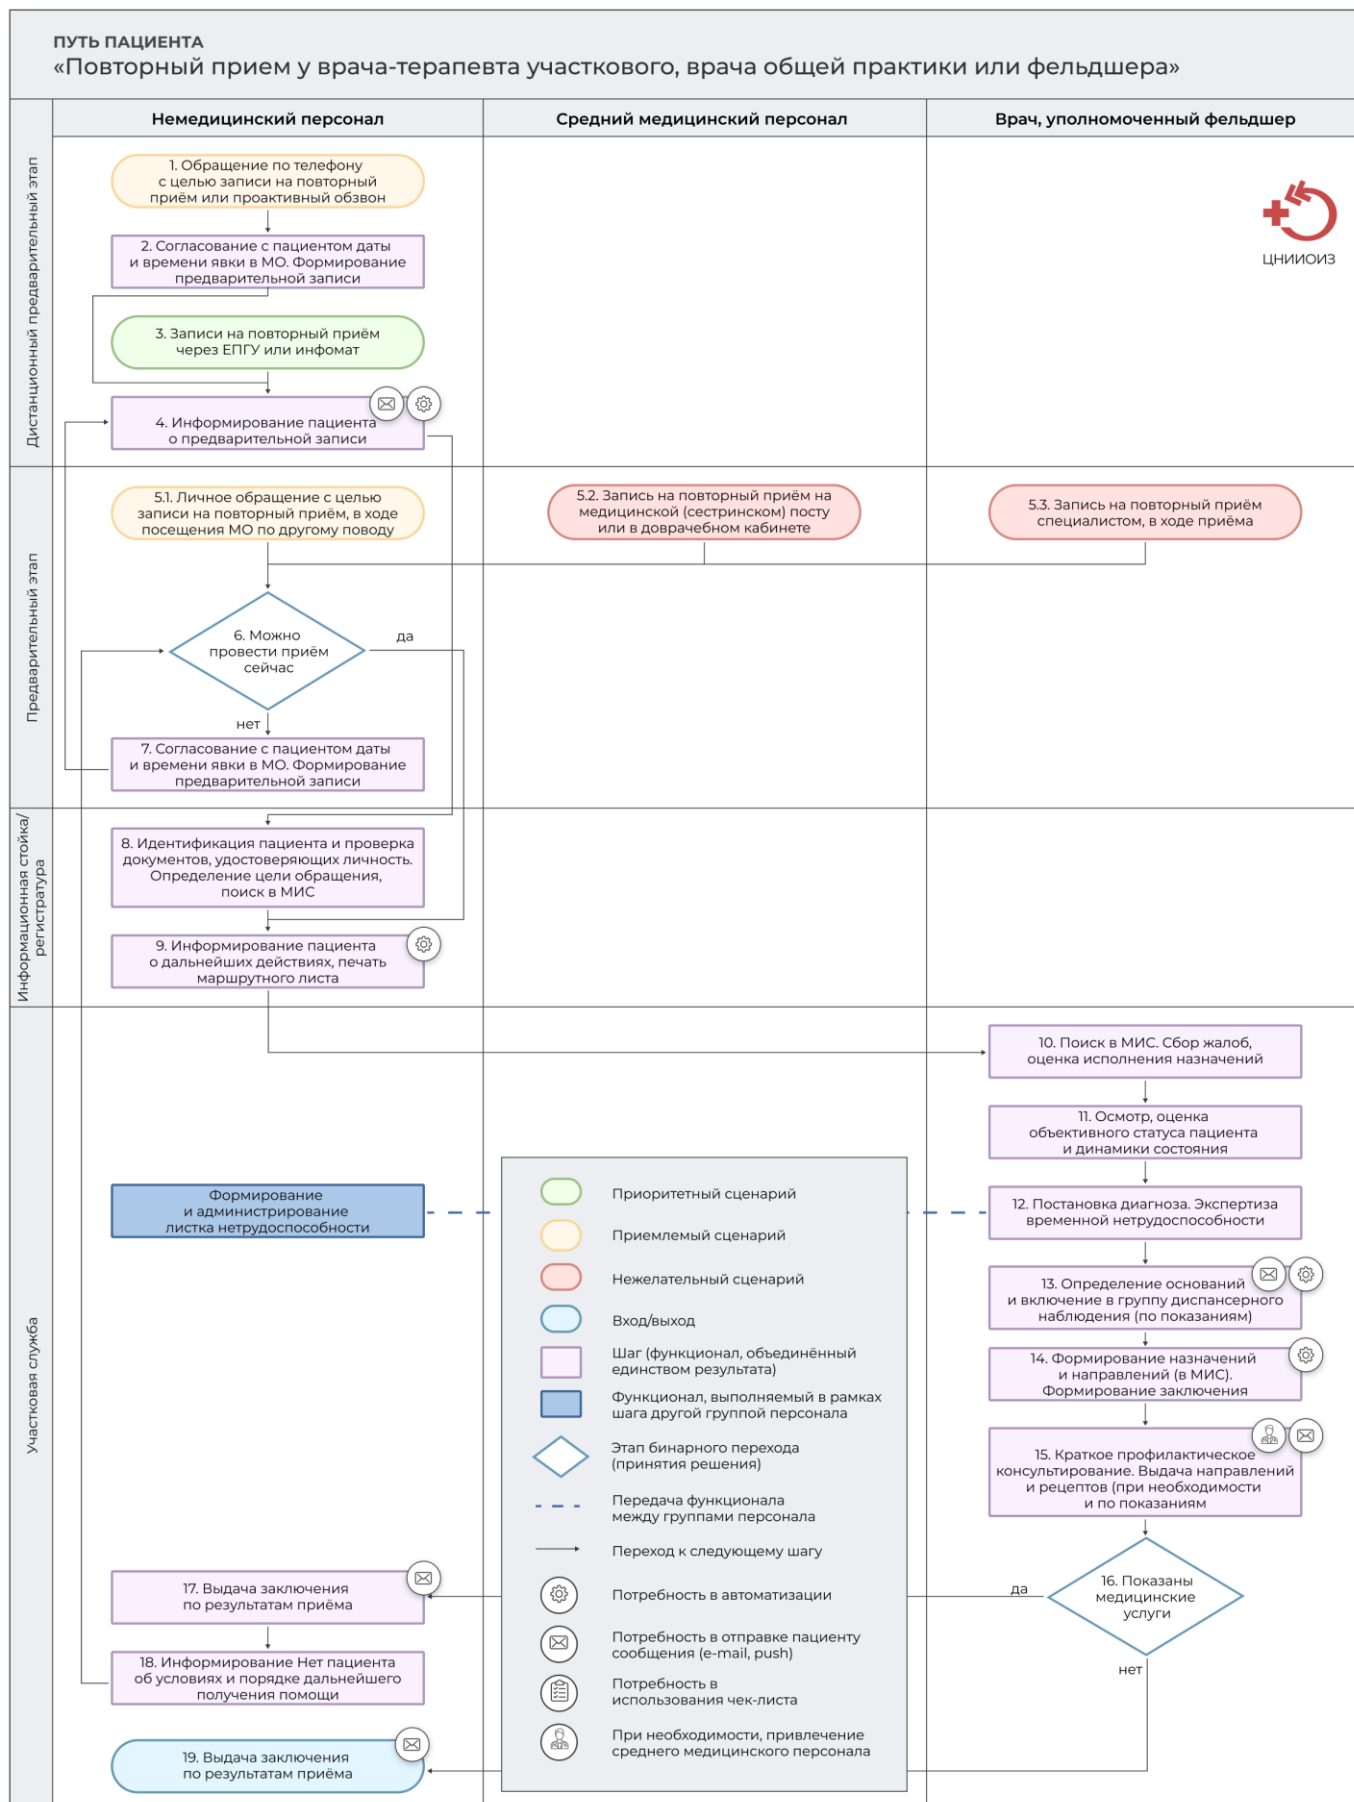 ПУТЬ ПАЦИЕНТА
«Повторный прием у врача-терапевта участкового, врача общей практики или фельдшера»
Немедицинский персонал
Средний медицинский персонал
Врач, уполномоченный фельдшер
Дистанционный предварительный этап
1. Обращение по телефону
с целью записи на повторный
приём или проактивный обзвон
ЦНИИОИЗ
2. Согласование с пациентом даты
и времени явки в МО. Формирование
предварительной записи
3. Записи на повторный приём
через ЕПГУ или инфомат
4. Информирование пациента
о предварительной записи
Предварительный этап
5.1. Личное обращение с целью
записи на повторный приём, в ходе
посещения МО по другому поводу
5.2. Запись на повторный приём на
медицинской (сестринском) посту
или в доврачебном кабинете
5.3. Запись на повторный приём
специалистом, в ходе приёма
6. Можно
провести приём
сейчас
да
нет
7. Согласование с пациентом даты
и времени явки в МО. Формирование
предварительной записи
Информационная стойка/
регистратура
8. Идентификация пациента и проверка
документов, удостоверяющих личность.
Определение цели обращения,
поиск в МИС
9. Информирование пациента
о дальнейших действиях, печать
маршрутного листа
Участковая служба
10. Поиск в МИС. Сбор жалоб,
оценка исполнения назначений
11. Осмотр, оценка
объективного статуса пациента
и динамики состояния
Формирование
и администрирование
листка нетрудоспособности
12. Постановка диагноза. Экспертиза
временной нетрудоспособности
13. Определение оснований
и включение в группу диспансерного
наблюдения (по показаниям)
14. Формирование назначений
и направлений (в МИС).
Формирование заключения
15. Краткое профилактическое
консультирование. Выдача направлений
и рецептов (при необходимости
и по показаниям
16. Показаны
медицинские
услуги
да
нет
17. Выдача заключения
по результатам приёма
18. Информирование Нет пациента
об условиях и порядке дальнейшего
получения помощи
19. Выдача заключения
по результатам приёма
Приоритетный сценарий
Приемлемый сценарий
Нежелательный сценарий
Вход/выход
Шаг (функционал, объединённый
единством результата)
Функционал, выполняемый в рамках
шага другой группой персонала
Этап бинарного перехода
(принятия решения)
Передача функционала
между группами персонала
Переход к следующему шагу
Потребность в автоматизации
Потребность в отправке пациенту
сообщения (e-mail, push)
Потребность в
использования чек-листа
При необходимости, привлечение
среднего медицинского персонала